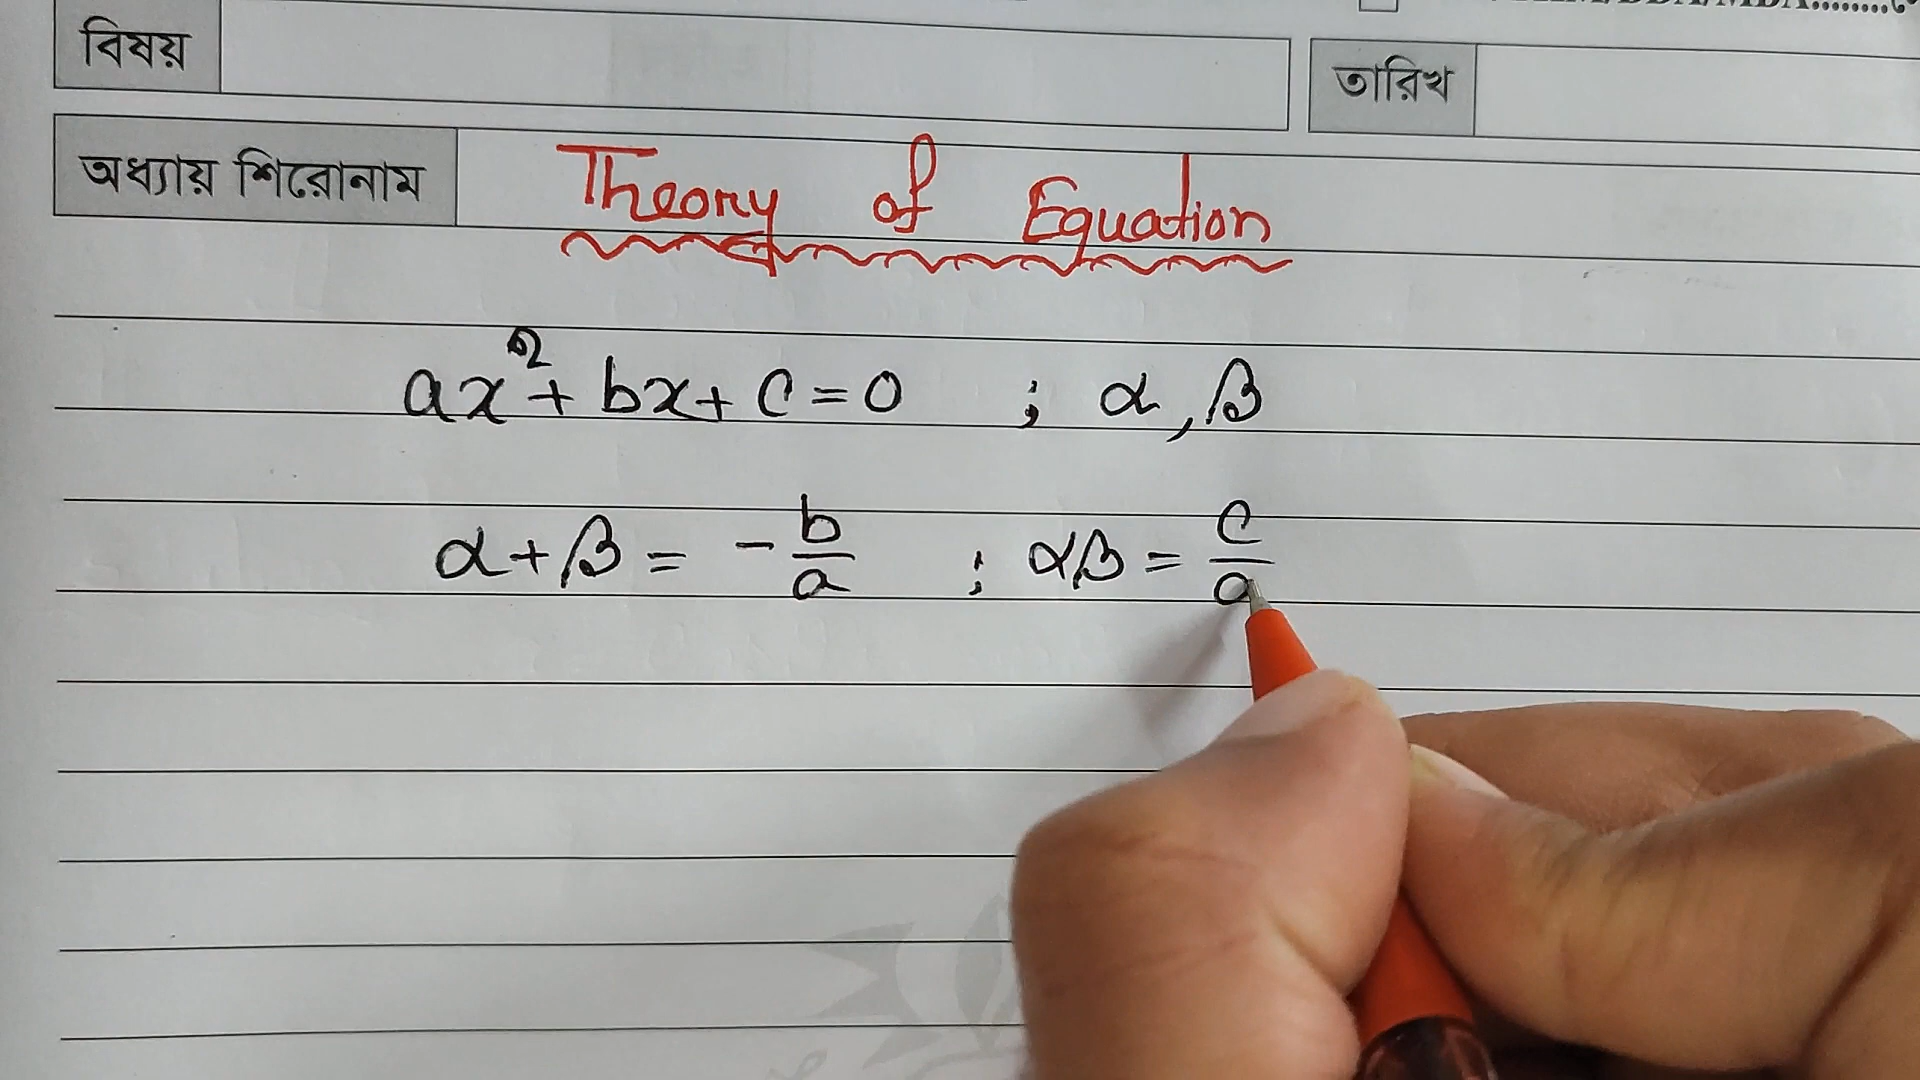 বিষয়
তারিখ
অধ্যায় শিরোনাম Theory of Equation
ax²+ bx+ c = 0 ; α, β
α+β = - b/a ; αβ = c/a